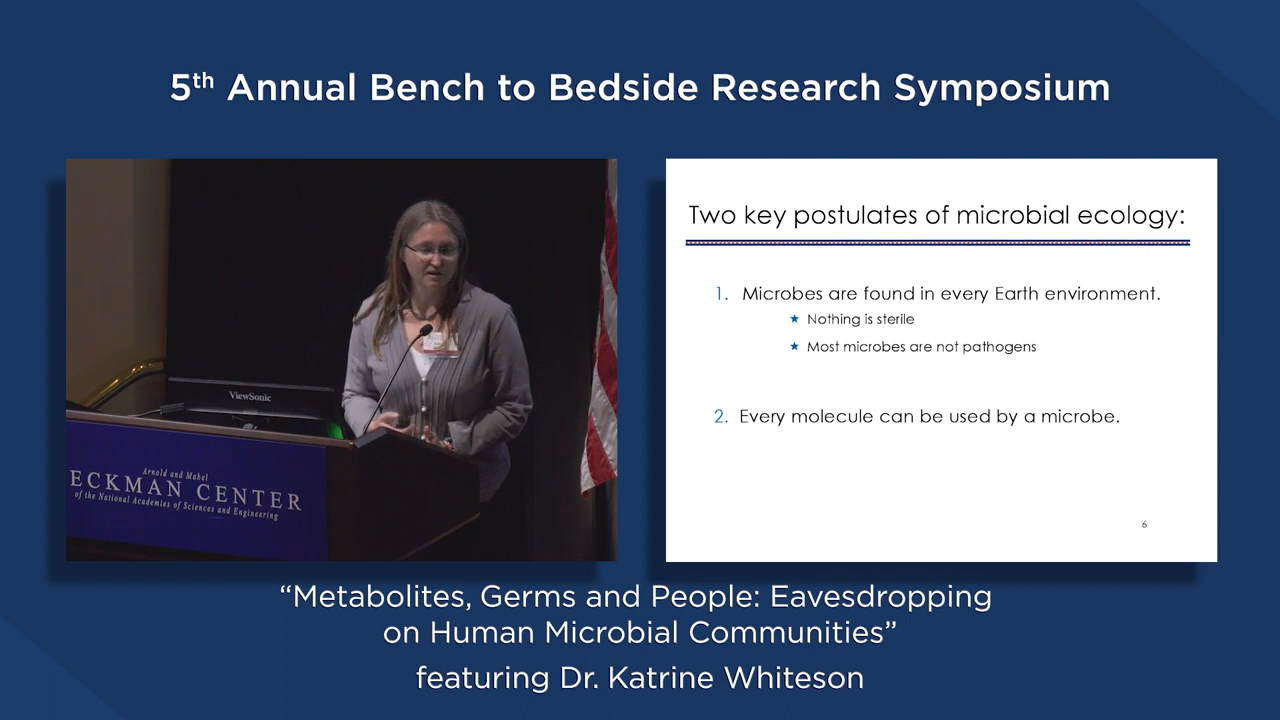 5th Annual Bench to Bedside Research Symposium
ViewSonic
Arnold and Mabel
ECKMAN CENTER
of the National Academies of Sciences and Engineering
Two key postulates of microbial ecology:
1. Microbes are found in every Earth environment.
★ Nothing is sterile
★ Most microbes are not pathogens
2. Every molecule can be used by a microbe.
6
“Metabolites, Germs and People: Eavesdropping
on Human Microbial Communities”
featuring Dr. Katrine Whiteson